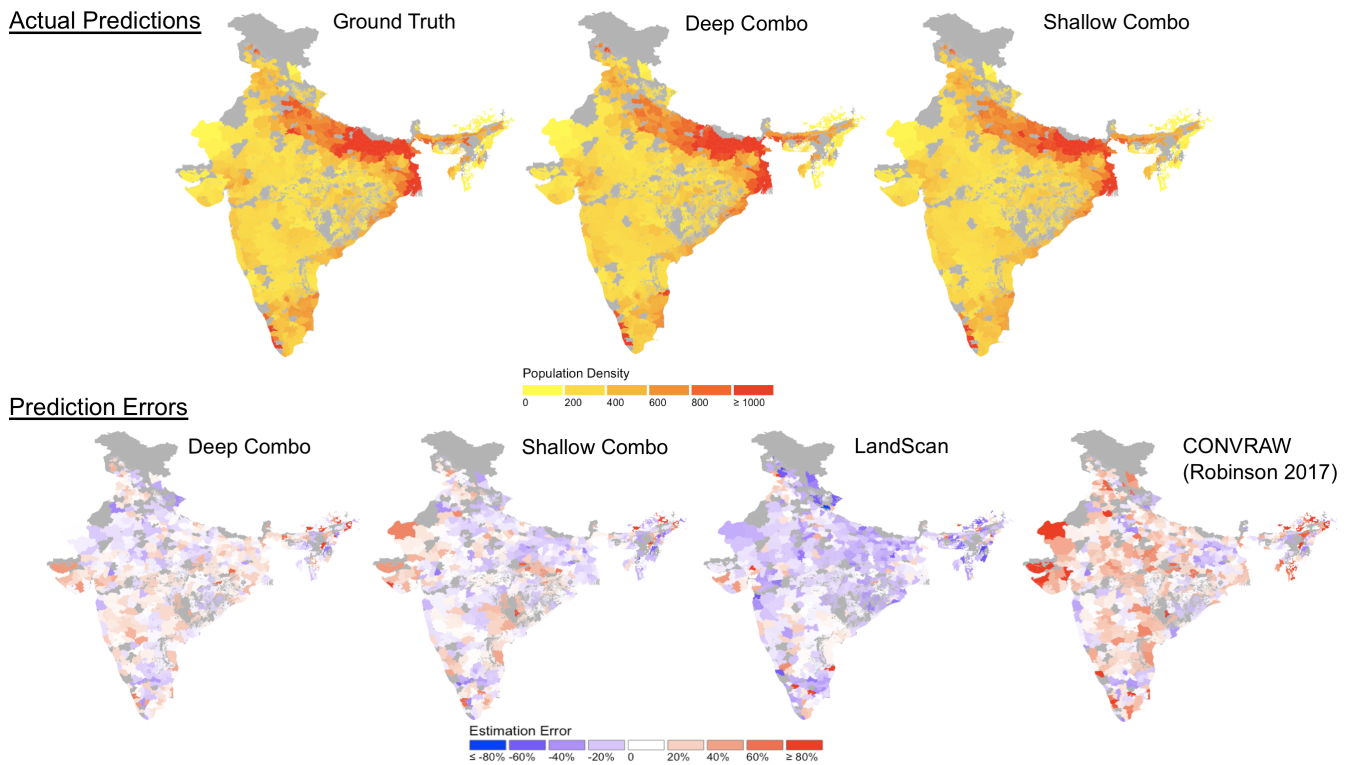 Actual Predictions
Ground Truth
Deep Combo
Shallow Combo
Population Density
0 200 400 600 800 ≥ 1000
Prediction Errors
Deep Combo
Shallow Combo
LandScan
CONVRAW
(Robinson 2017)
Estimation Error
≤ -80% -60% -40% -20% 0 20% 40% 60% ≥ 80%